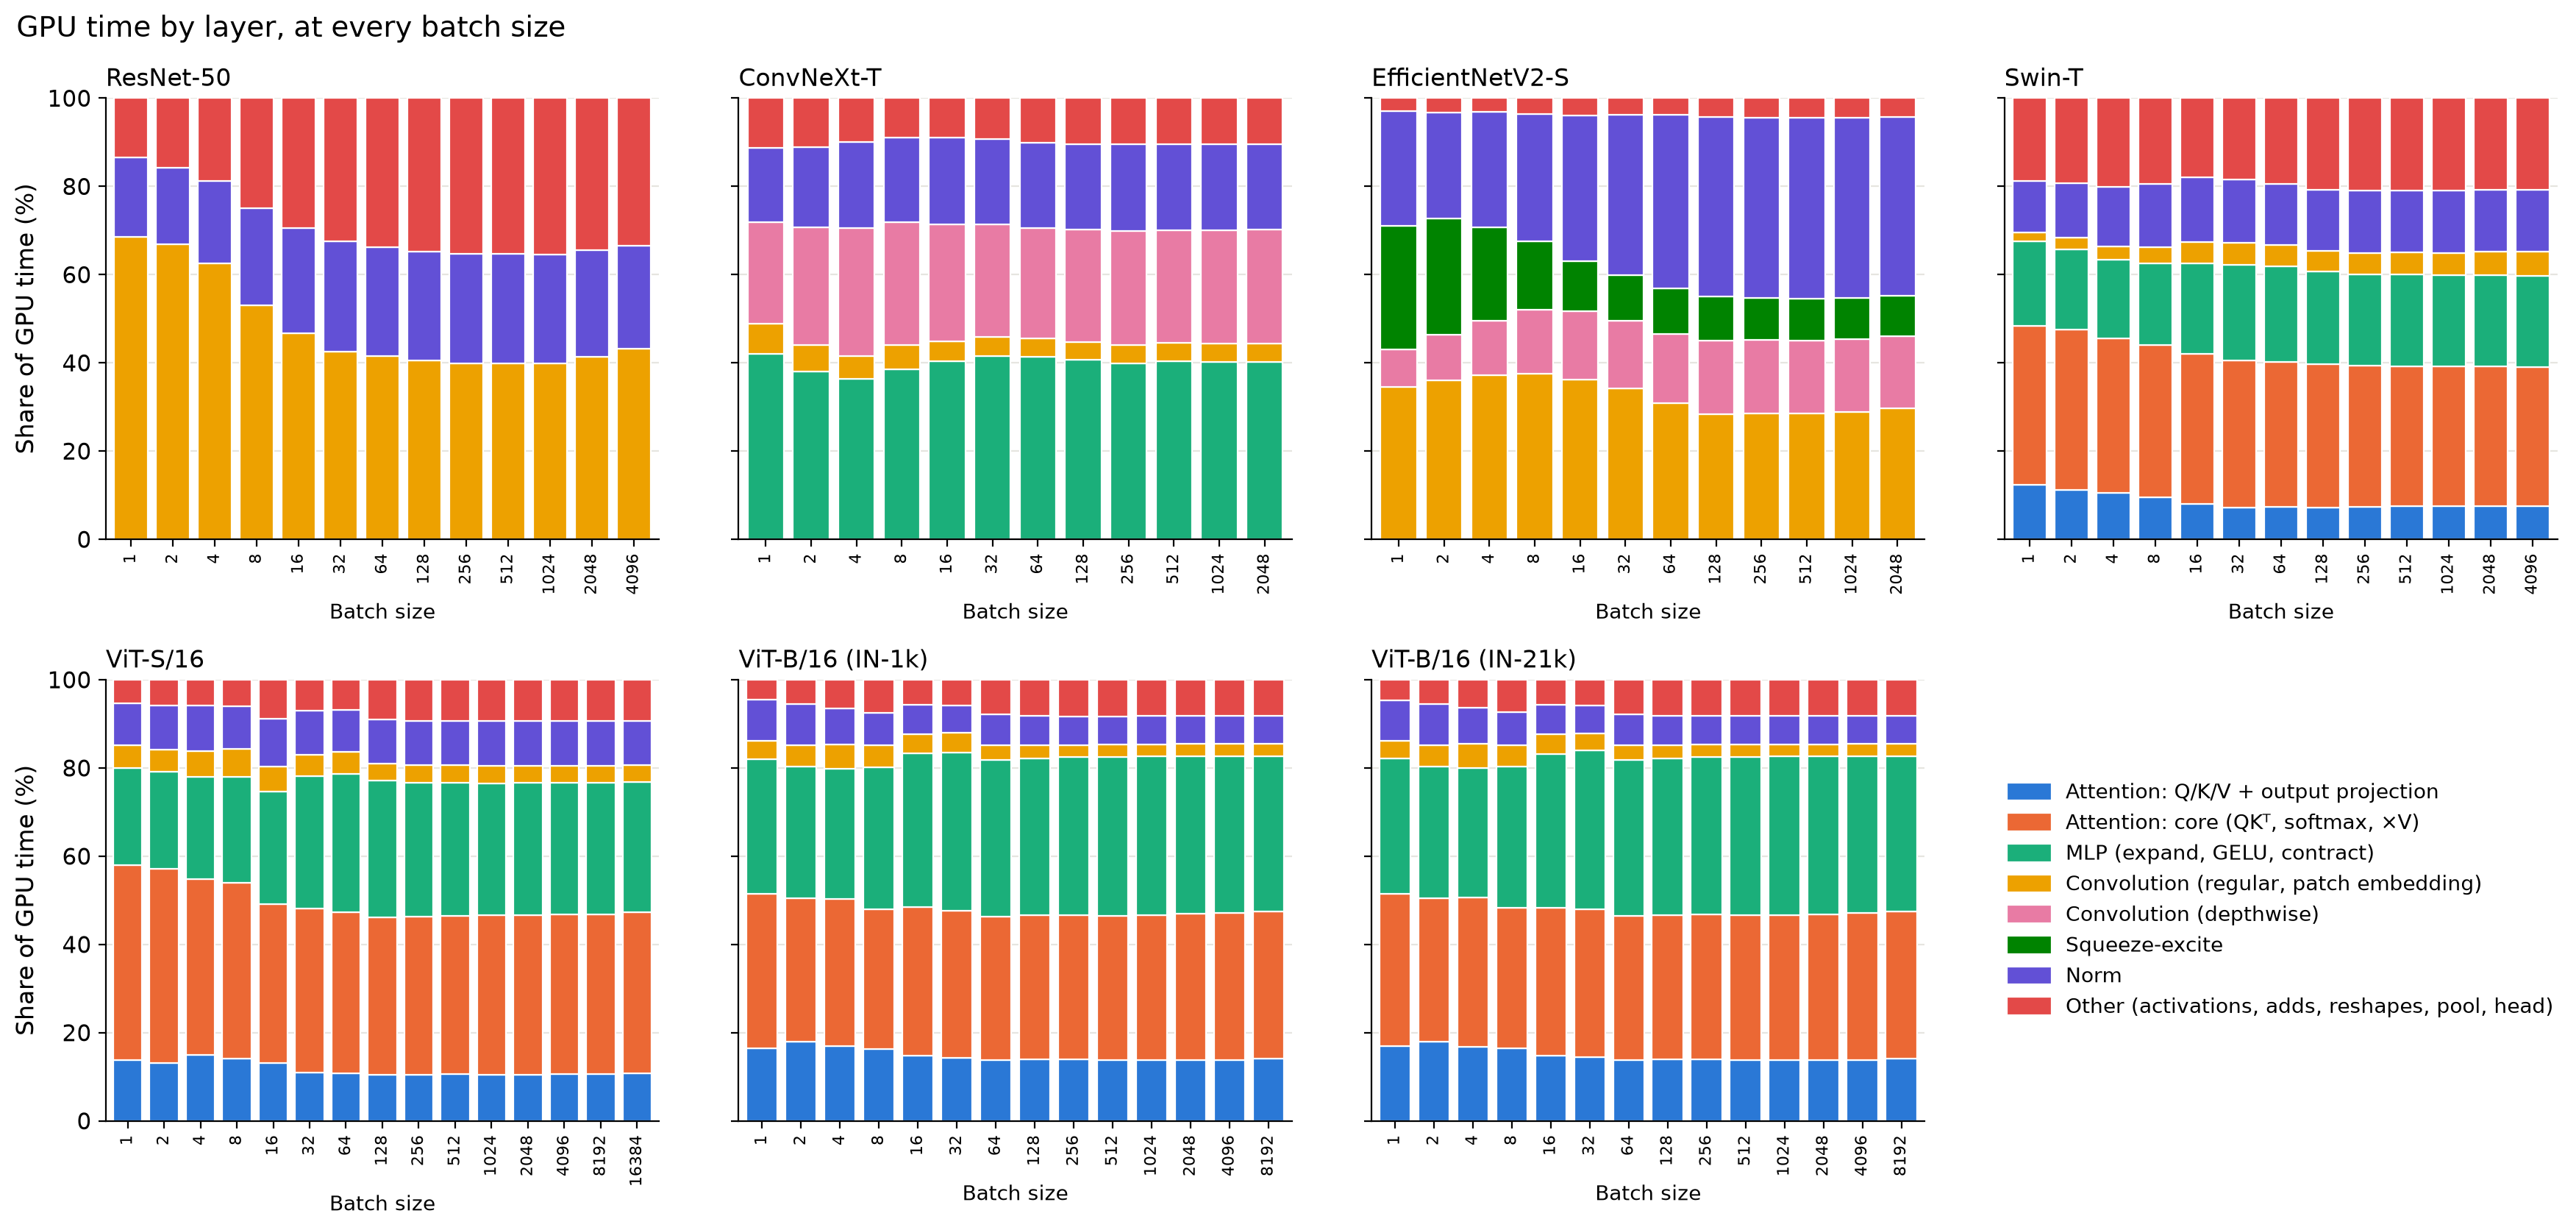 GPU time by layer, at every batch size
ResNet-50
ConvNeXt-T
EfficientNetV2-S
Swin-T
Share of GPU time (%)
100
80
60
40
20
0
1 2 4 8 16 32 64 128 256 512 1024 2048 4096
Batch size
1 2 4 8 16 32 64 128 256 512 1024 2048
Batch size
1 2 4 8 16 32 64 128 256 512 1024 2048
Batch size
1 2 4 8 16 32 64 128 256 512 1024 2048 4096
Batch size
ViT-S/16
ViT-B/16 (IN-1k)
ViT-B/16 (IN-21k)
Share of GPU time (%)
100
80
60
40
20
0
1 2 4 8 16 32 64 128 256 512 1024 2048 4096 8192 16384
Batch size
1 2 4 8 16 32 64 128 256 512 1024 2048 4096 8192
Batch size
1 2 4 8 16 32 64 128 256 512 1024 2048 4096 8192
Batch size
Attention: Q/K/V + output projection
Attention: core (QKᵀ, softmax, ×V)
MLP (expand, GELU, contract)
Convolution (regular, patch embedding)
Convolution (depthwise)
Squeeze-excite
Norm
Other (activations, adds, reshapes, pool, head)